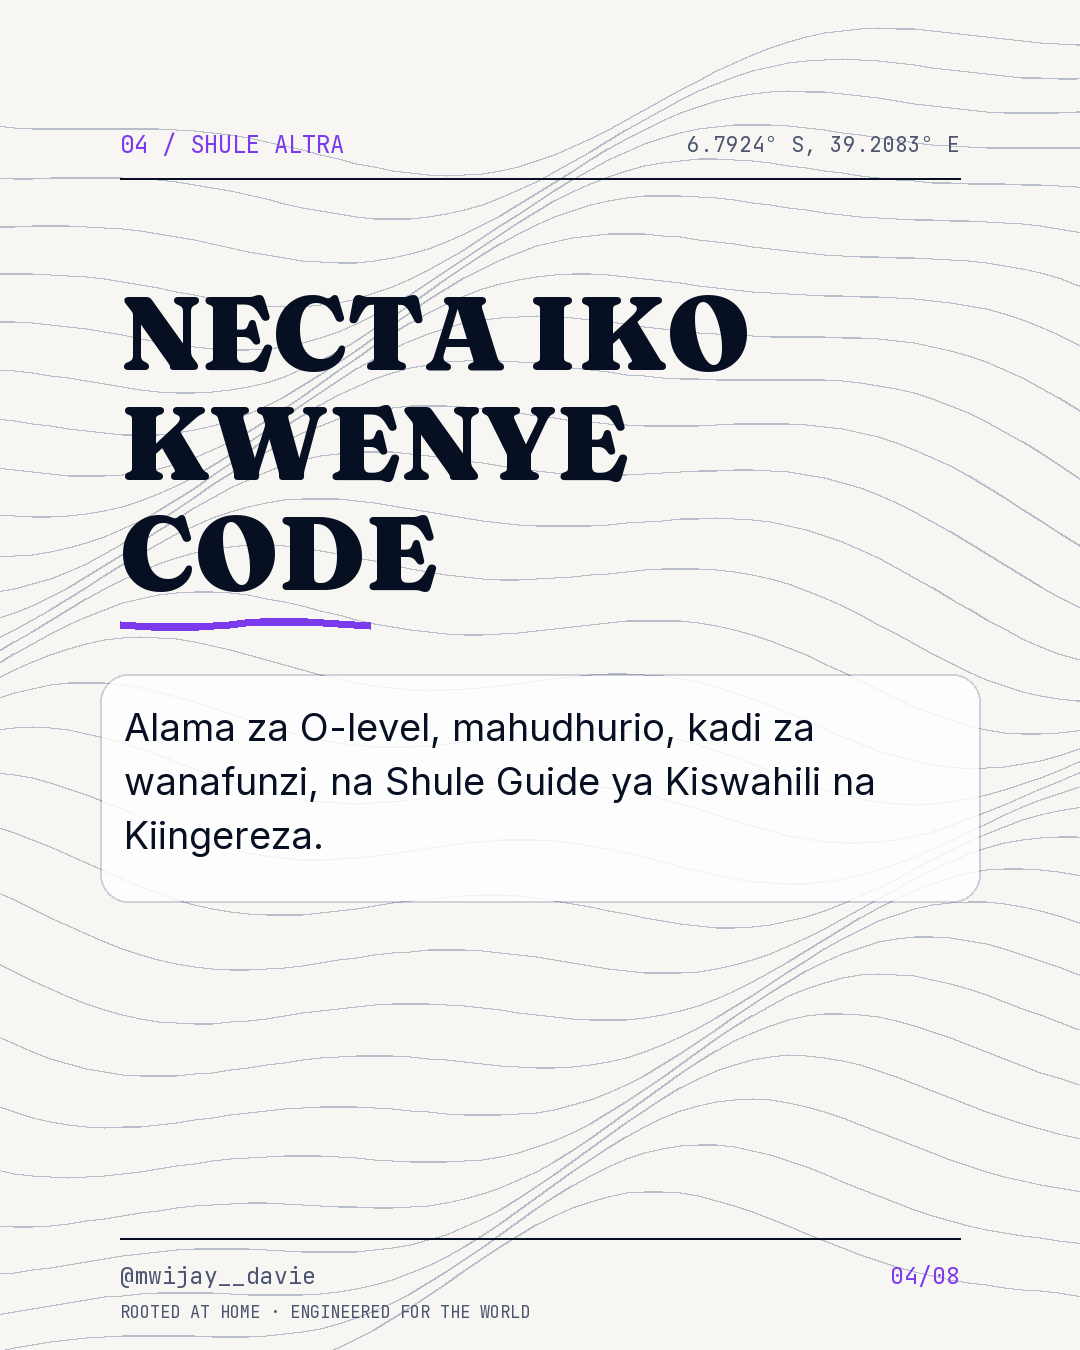 04 / SHULE ALTRA
6.7924° S, 39.2083° E
NECTA IKO
KWENYE
CODE
Alama za O-level, mahudhurio, kadi za
wanafunzi, na Shule Guide ya Kiswahili na
Kiingereza.
@mwijay__davie
04/08
ROOTED AT HOME · ENGINEERED FOR THE WORLD